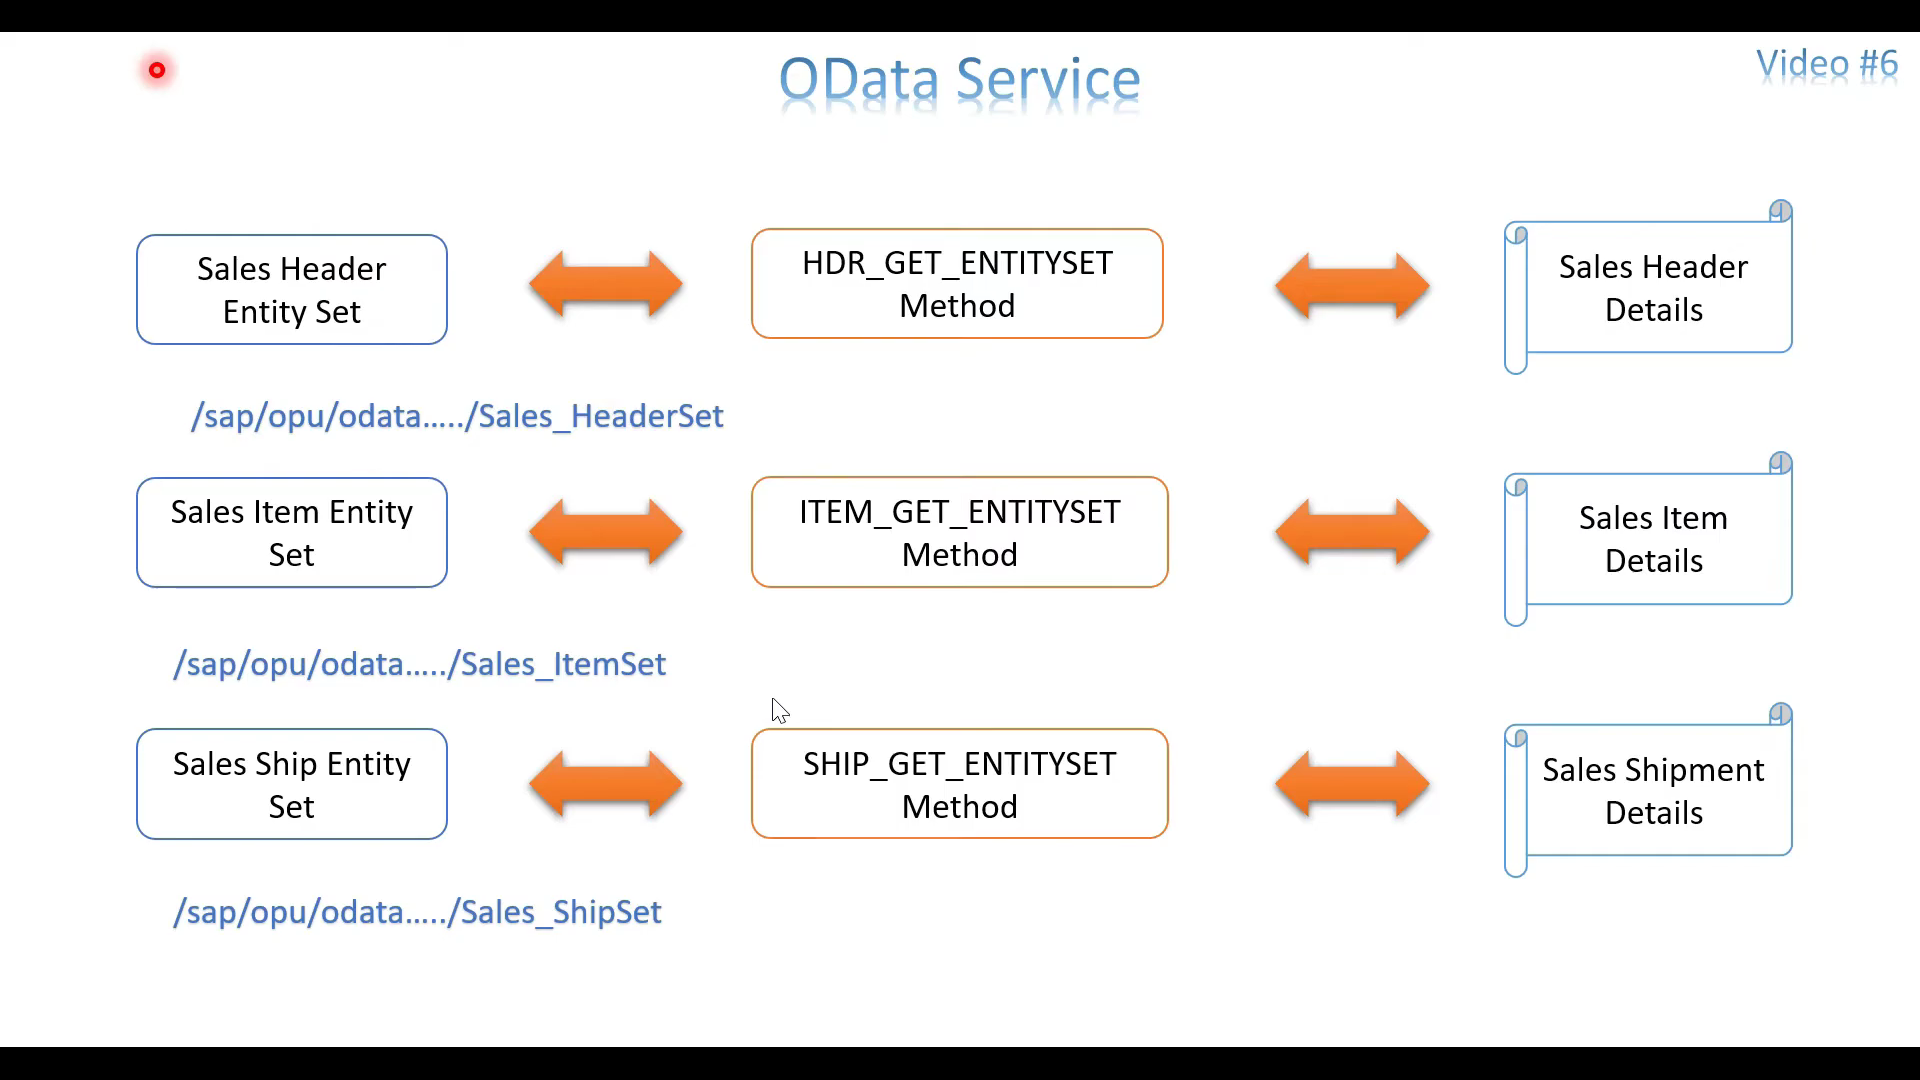 OData Service
Video #6
Sales Header
Entity Set
HDR_GET_ENTITYSET
Method
Sales Header
Details
/sap/opu/odata…../Sales_HeaderSet
Sales Item Entity
Set
ITEM_GET_ENTITYSET
Method
Sales Item
Details
/sap/opu/odata…../Sales_ItemSet
Sales Ship Entity
Set
SHIP_GET_ENTITYSET
Method
Sales Shipment
Details
/sap/opu/odata…../Sales_ShipSet